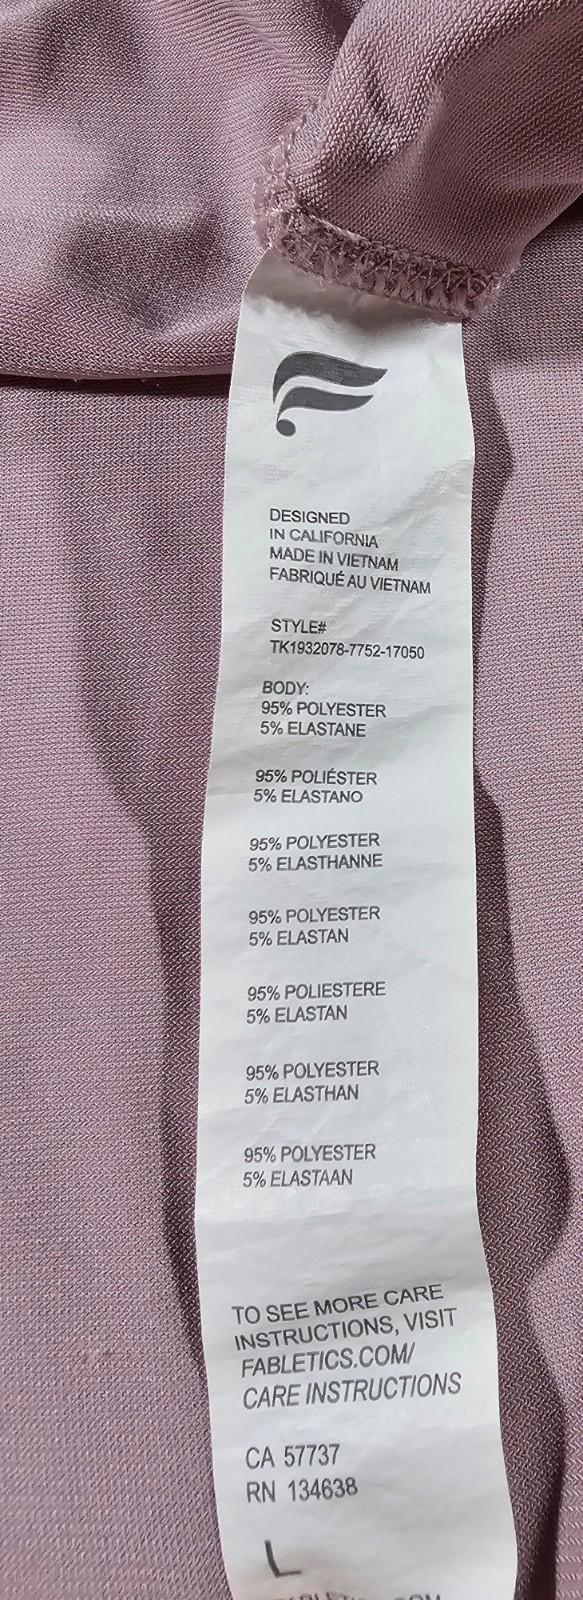 DESIGNED
IN CALIFORNIA
MADE IN VIETNAM
FABRIQUÉ AU VIETNAM
STYLE#
TK1932078-7752-17050
BODY:
95% POLYESTER
5% ELASTANE
95% POLIÉSTER
5% ELASTANO
95% POLYESTER
5% ELASTHANNE
95% POLYESTER
5% ELASTAN
95% POLIESTERE
5% ELASTAN
95% POLYESTER
5% ELASTHAN
95% POLYESTER
5% ELASTAAN
TO SEE MORE CARE
INSTRUCTIONS, VISIT
FABLETICS.COM/
CARE INSTRUCTIONS
CA 57737
RN 134638
L